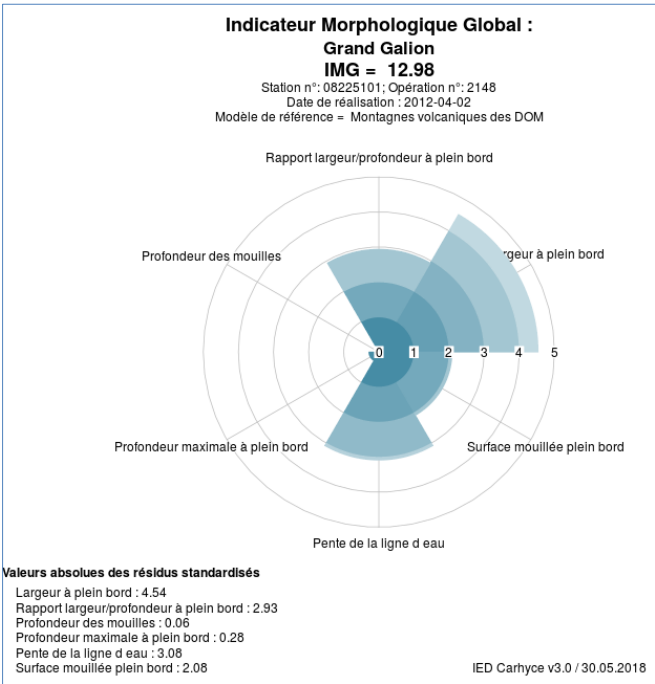 Indicateur Morphologique Global :
Grand Galion
IMG = 12.98
Station n°: 08225101; Opération n°: 2148
Date de réalisation : 2012-04-02
Modèle de référence = Montagnes volcaniques des DOM
Rapport largeur/profondeur à plein bord
Profondeur des mouilles
rgeur à plein bord
0 1 2 3 4 5
Profondeur maximale à plein bord
Surface mouillée plein bord
Pente de la ligne d eau
Valeurs absolues des résidus standardisés
Largeur à plein bord : 4.54
Rapport largeur/profondeur à plein bord : 2.93
Profondeur des mouilles : 0.06
Profondeur maximale à plein bord : 0.28
Pente de la ligne d eau : 3.08
Surface mouillée plein bord : 2.08
IED Carhyce v3.0 / 30.05.2018